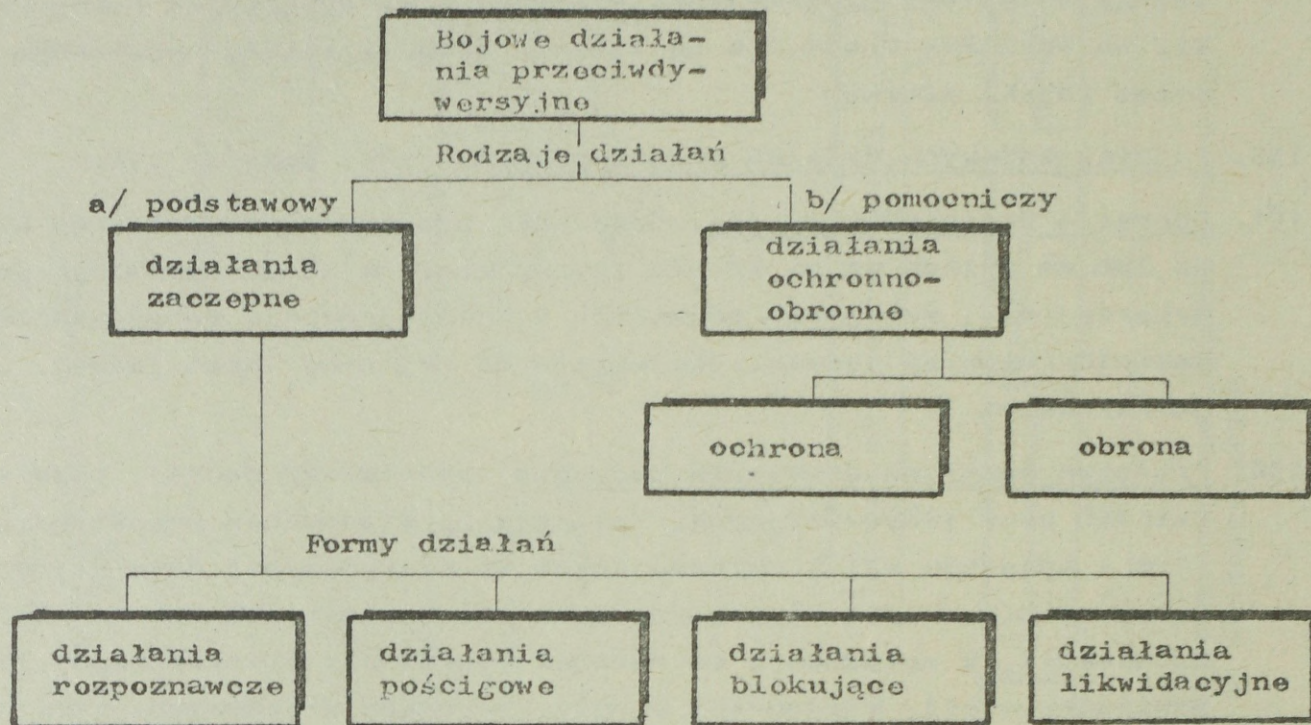 Bojowe działa-
nia przeciwdy-
wersyjne
Rodzaje działań
a/ podstawowy
b/ pomocniczy
działania
zaczepne
działania
ochronno-
obronne
ochrona
obrona
Formy działań
działania
rozpoznawcze
działania
pościgowe
działania
blokujące
działania
likwidacyjne